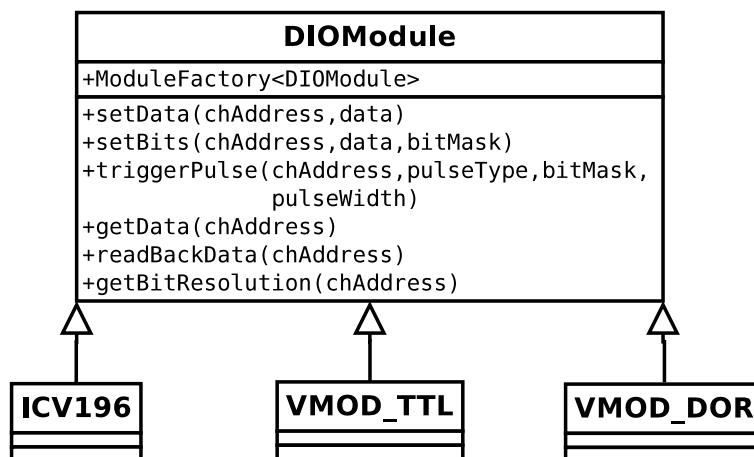 DIOModule
+ModuleFactory<DIOModule>
+setData(chAddress,data)
+setBits(chAddress,data,bitMask)
+triggerPulse(chAddress,pulseType,bitMask,
pulseWidth)
+getData(chAddress)
+readBackData(chAddress)
+getBitResolution(chAddress)
ICV196 VMOD_TTL VMOD_DOR